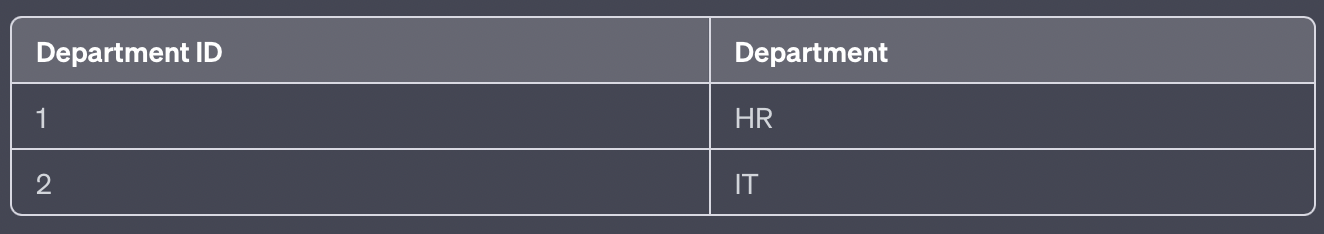 Department ID Department
1 HR
2 IT